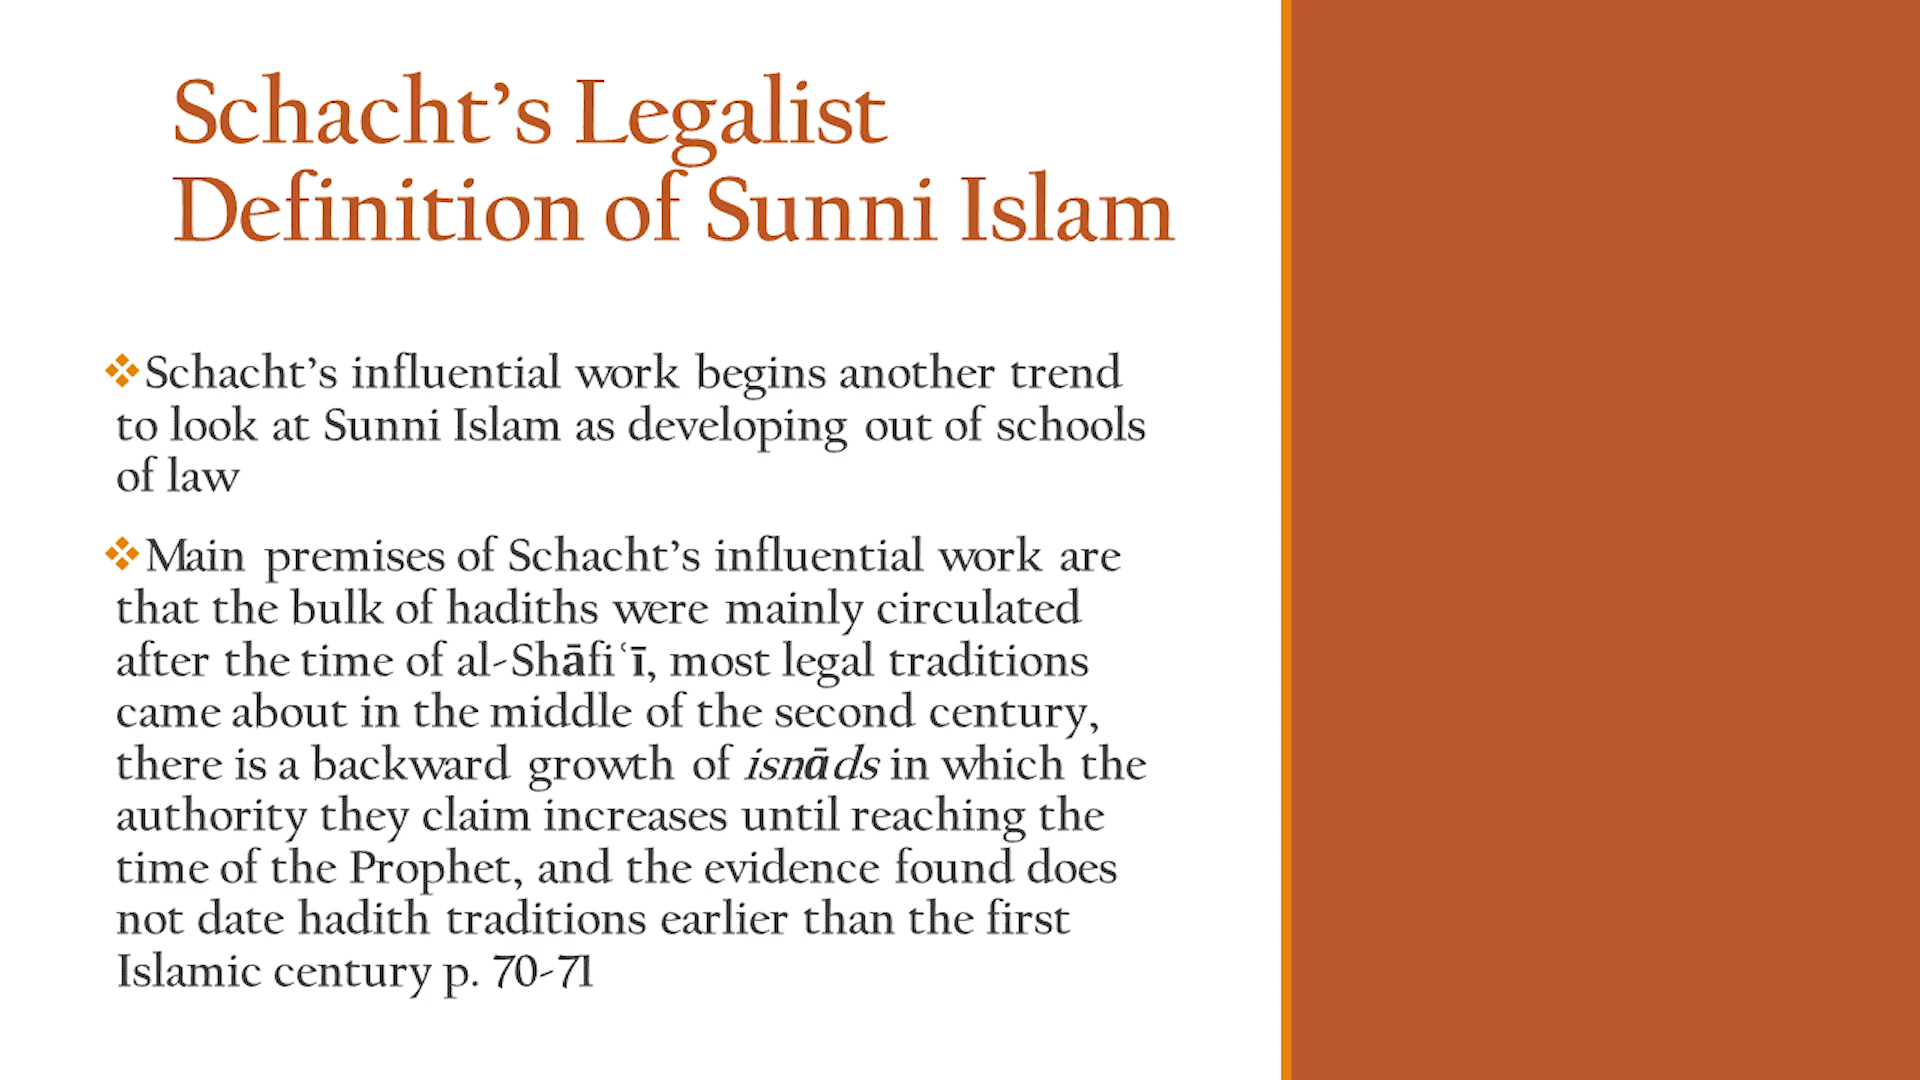 Schacht’s Legalist
Definition of Sunni Islam
❖Schacht’s influential work begins another trend
to look at Sunni Islam as developing out of schools
of law
❖Main premises of Schacht’s influential work are
that the bulk of hadiths were mainly circulated
after the time of al-Shāfiʿī, most legal traditions
came about in the middle of the second century,
there is a backward growth of isnāds in which the
authority they claim increases until reaching the
time of the Prophet, and the evidence found does
not date hadith traditions earlier than the first
Islamic century p. 70-71